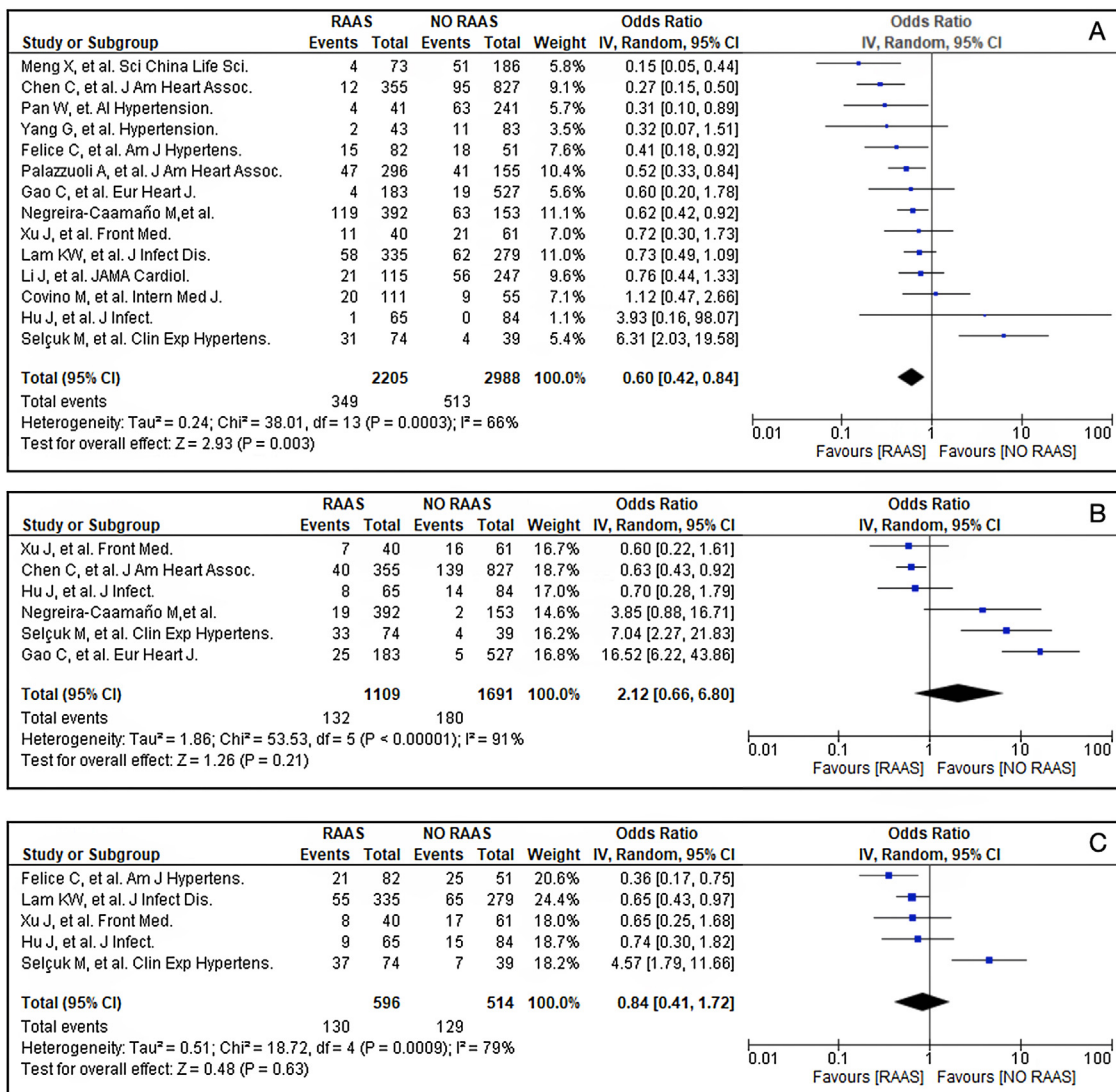 A
RAAS NO RAAS Odds Ratio Odds Ratio
Study or Subgroup Events Total Events Total Weight IV, Random, 95% CI IV, Random, 95% CI
Meng X, et al. Sci China Life Sci. 4 73 51 186 5.8% 0.15 [0.05, 0.44]
Chen C, et al. J Am Heart Assoc. 12 355 95 827 9.1% 0.27 [0.15, 0.50]
Pan W, et. Al Hypertension. 4 41 63 241 5.7% 0.31 [0.10, 0.89]
Yang G, et al. Hypertension. 2 43 11 83 3.5% 0.32 [0.07, 1.51]
Felice C, et al. Am J Hypertens. 15 82 18 51 7.6% 0.41 [0.18, 0.92]
Palazzuoli A, et al. J Am Heart Assoc. 47 296 41 155 10.4% 0.52 [0.33, 0.84]
Gao C, et al. Eur Heart J. 4 183 19 527 5.6% 0.60 [0.20, 1.78]
Negreira-Caamaño M,et al. 119 392 63 153 11.1% 0.62 [0.42, 0.92]
Xu J, et al. Front Med. 11 40 21 61 7.0% 0.72 [0.30, 1.73]
Lam KW, et al. J Infect Dis. 58 335 62 279 11.0% 0.73 [0.49, 1.09]
Li J, et al. JAMA Cardiol. 21 115 56 247 9.6% 0.76 [0.44, 1.33]
Covino M, et al. Intern Med J. 20 111 9 55 7.1% 1.12 [0.47, 2.66]
Hu J, et al. J Infect. 1 65 0 84 1.1% 3.93 [0.16, 98.07]
Selçuk M, et al. Clin Exp Hypertens. 31 74 4 39 5.4% 6.31 [2.03, 19.58]
Total (95% CI) 2205 2988 100.0% 0.60 [0.42, 0.84]
Total events 349 513
Heterogeneity: Tau² = 0.24; Chi² = 38.01, df = 13 (P = 0.0003); I² = 66%
Test for overall effect: Z = 2.93 (P = 0.003)
0.01 0.1 1 10 100
Favours [RAAS] Favours [NO RAAS]
B
RAAS NO RAAS Odds Ratio Odds Ratio
Study or Subgroup Events Total Events Total Weight IV, Random, 95% CI IV, Random, 95% CI
Xu J, et al. Front Med. 7 40 16 61 16.7% 0.60 [0.22, 1.61]
Chen C, et al. J Am Heart Assoc. 40 355 139 827 18.7% 0.63 [0.43, 0.92]
Hu J, et al. J Infect. 8 65 14 84 17.0% 0.70 [0.28, 1.79]
Negreira-Caamaño M,et al. 19 392 2 153 14.6% 3.85 [0.88, 16.71]
Selçuk M, et al. Clin Exp Hypertens. 33 74 4 39 16.2% 7.04 [2.27, 21.83]
Gao C, et al. Eur Heart J. 25 183 5 527 16.8% 16.52 [6.22, 43.86]
Total (95% CI) 1109 1691 100.0% 2.12 [0.66, 6.80]
Total events 132 180
Heterogeneity: Tau² = 1.86; Chi² = 53.53, df = 5 (P < 0.00001); I² = 91%
Test for overall effect: Z = 1.26 (P = 0.21)
0.01 0.1 1 10 100
Favours [RAAS] Favours [NO RAAS]
C
RAAS NO RAAS Odds Ratio Odds Ratio
Study or Subgroup Events Total Events Total Weight IV, Random, 95% CI IV, Random, 95% CI
Felice C, et al. Am J Hypertens. 21 82 25 51 20.6% 0.36 [0.17, 0.75]
Lam KW, et al. J Infect Dis. 55 335 65 279 24.4% 0.65 [0.43, 0.97]
Xu J, et al. Front Med. 8 40 17 61 18.0% 0.65 [0.25, 1.68]
Hu J, et al. J Infect. 9 65 15 84 18.7% 0.74 [0.30, 1.82]
Selçuk M, et al. Clin Exp Hypertens. 37 74 7 39 18.2% 4.57 [1.79, 11.66]
Total (95% CI) 596 514 100.0% 0.84 [0.41, 1.72]
Total events 130 129
Heterogeneity: Tau² = 0.51; Chi² = 18.72, df = 4 (P = 0.0009); I² = 79%
Test for overall effect: Z = 0.48 (P = 0.63)
0.01 0.1 1 10 100
Favours [RAAS] Favours [NO RAAS]